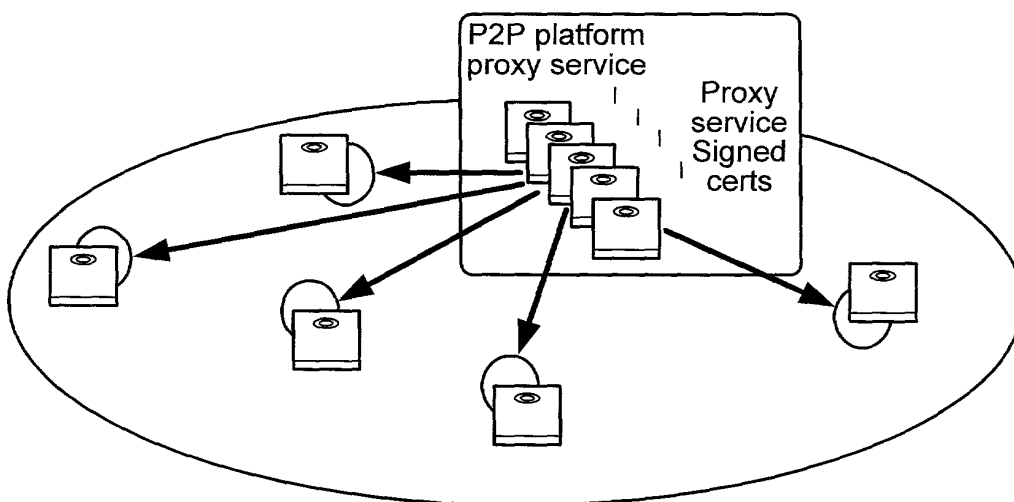 P2P platform
proxy service
Proxy
service
Signed
certs